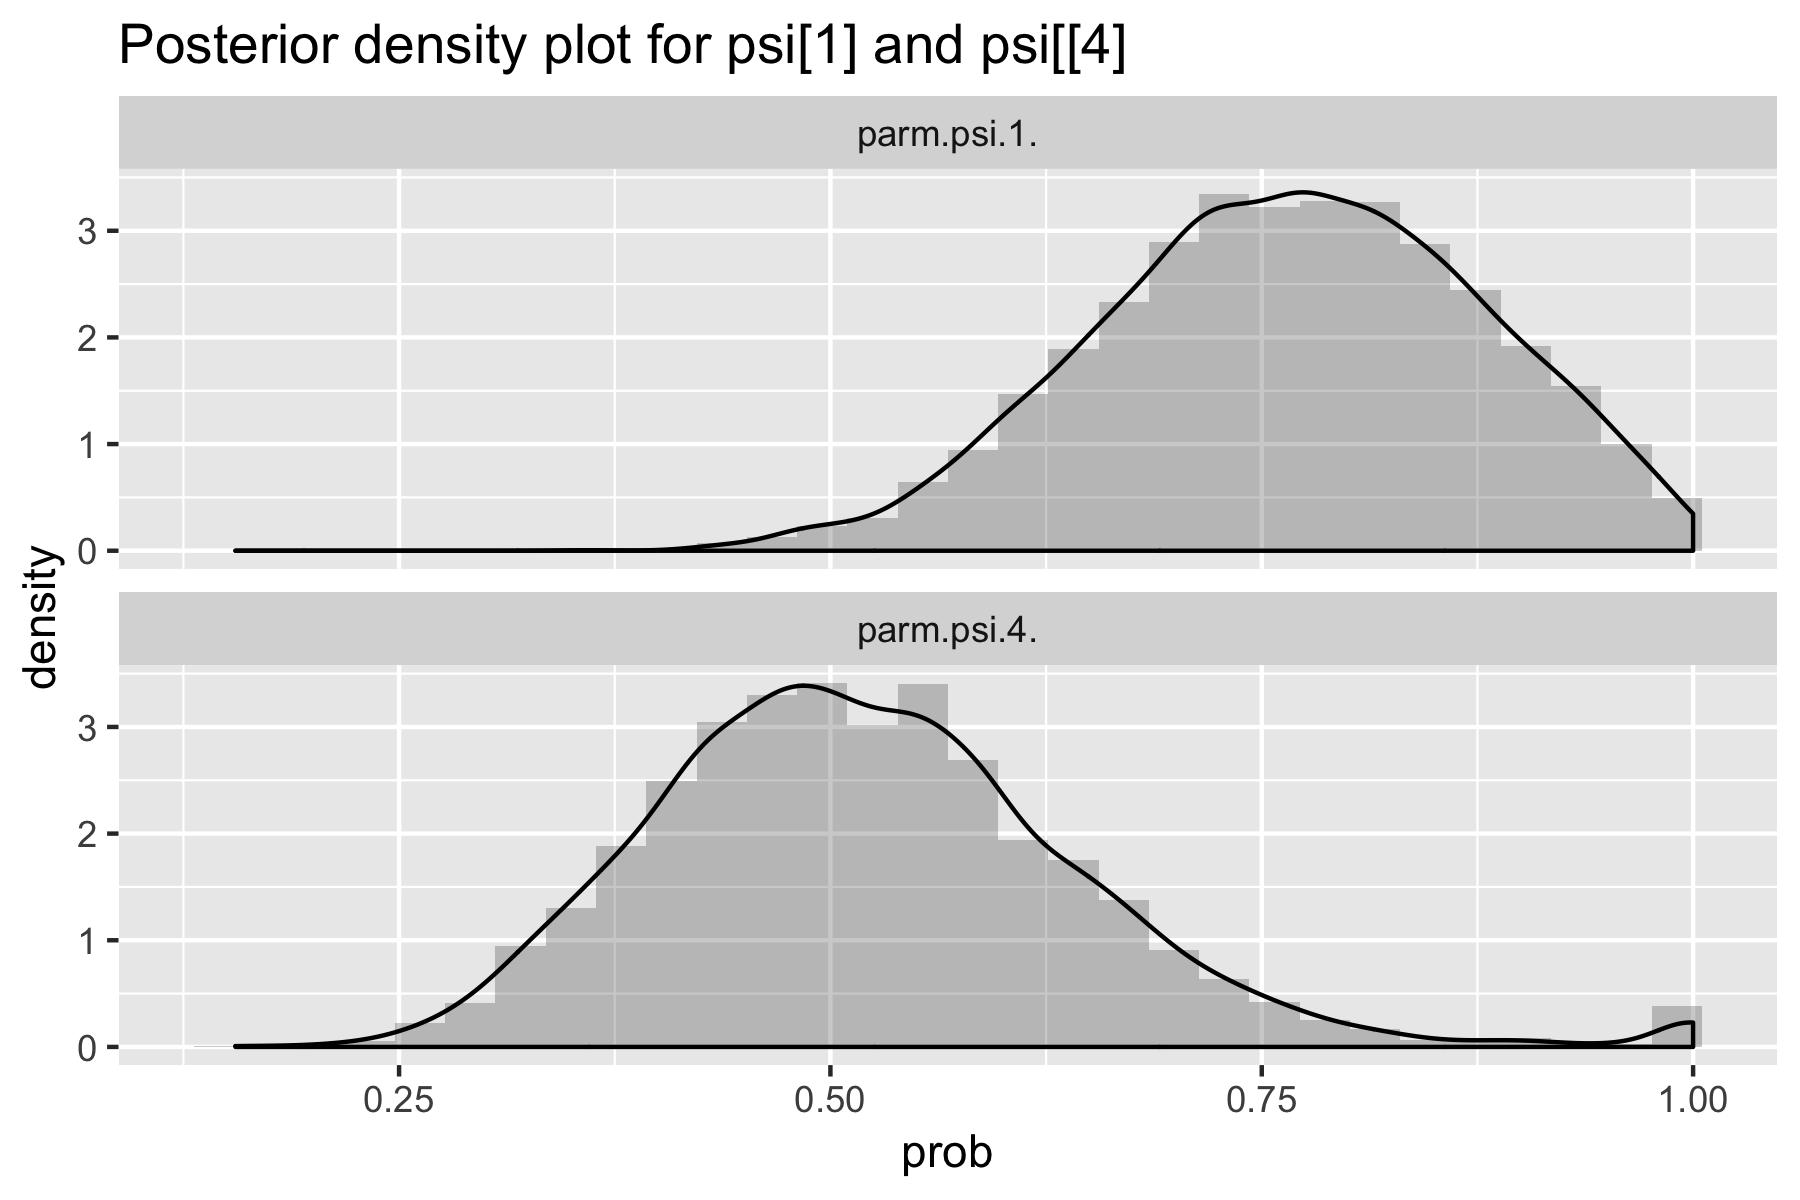 Posterior density plot for psi[1] and psi[[4]
parm.psi.1.
3
2
1
0
density
parm.psi.4.
3
2
1
0
0.25 0.50 0.75 1.00
prob